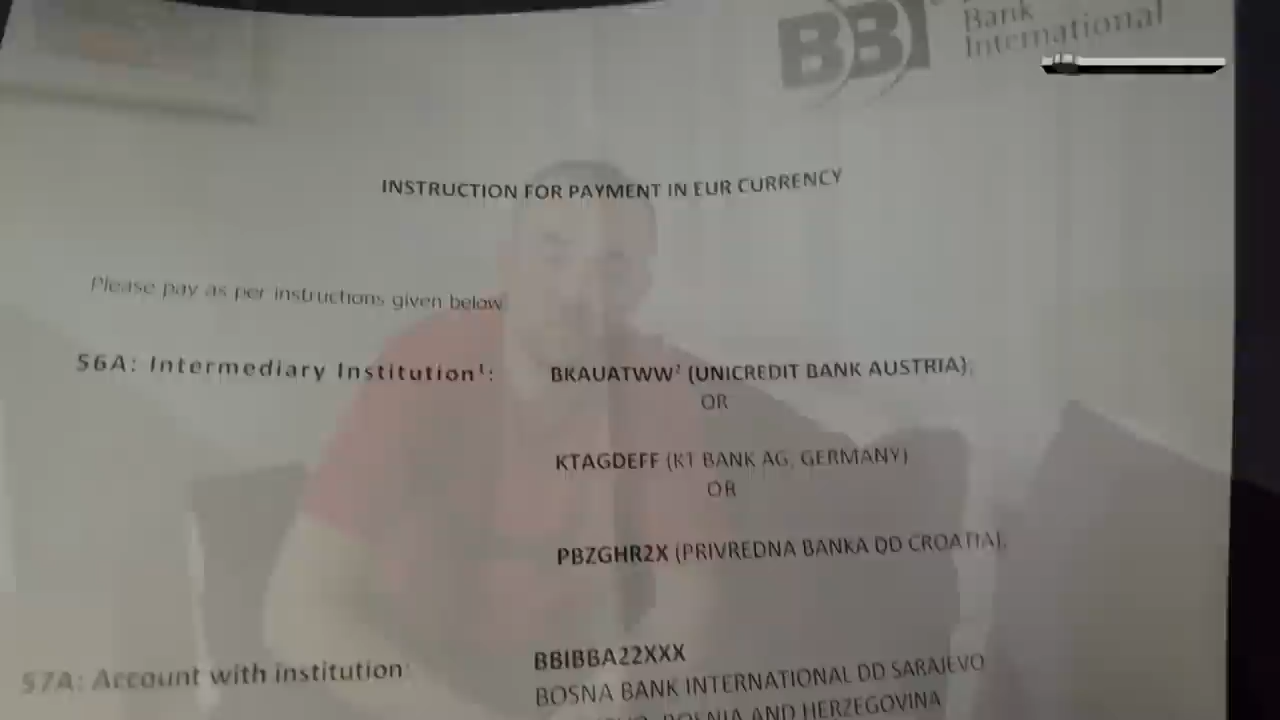 BBI
Bank
International
INSTRUCTION FOR PAYMENT IN EUR CURRENCY
Please pay as per instructions given below
56A: Intermediary Institution¹: BKAUATWW² (UNICREDIT BANK AUSTRIA);
OR
KTAGDEFF (KT BANK AG, GERMANY)
OR
PBZGHR2X (PRIVREDNA BANKA DD CROATIA);
57A: Account with institution: BBIBBA22XXX
BOSNA BANK INTERNATIONAL DD SARAJEVO
BOSNIA AND HERZEGOVINA